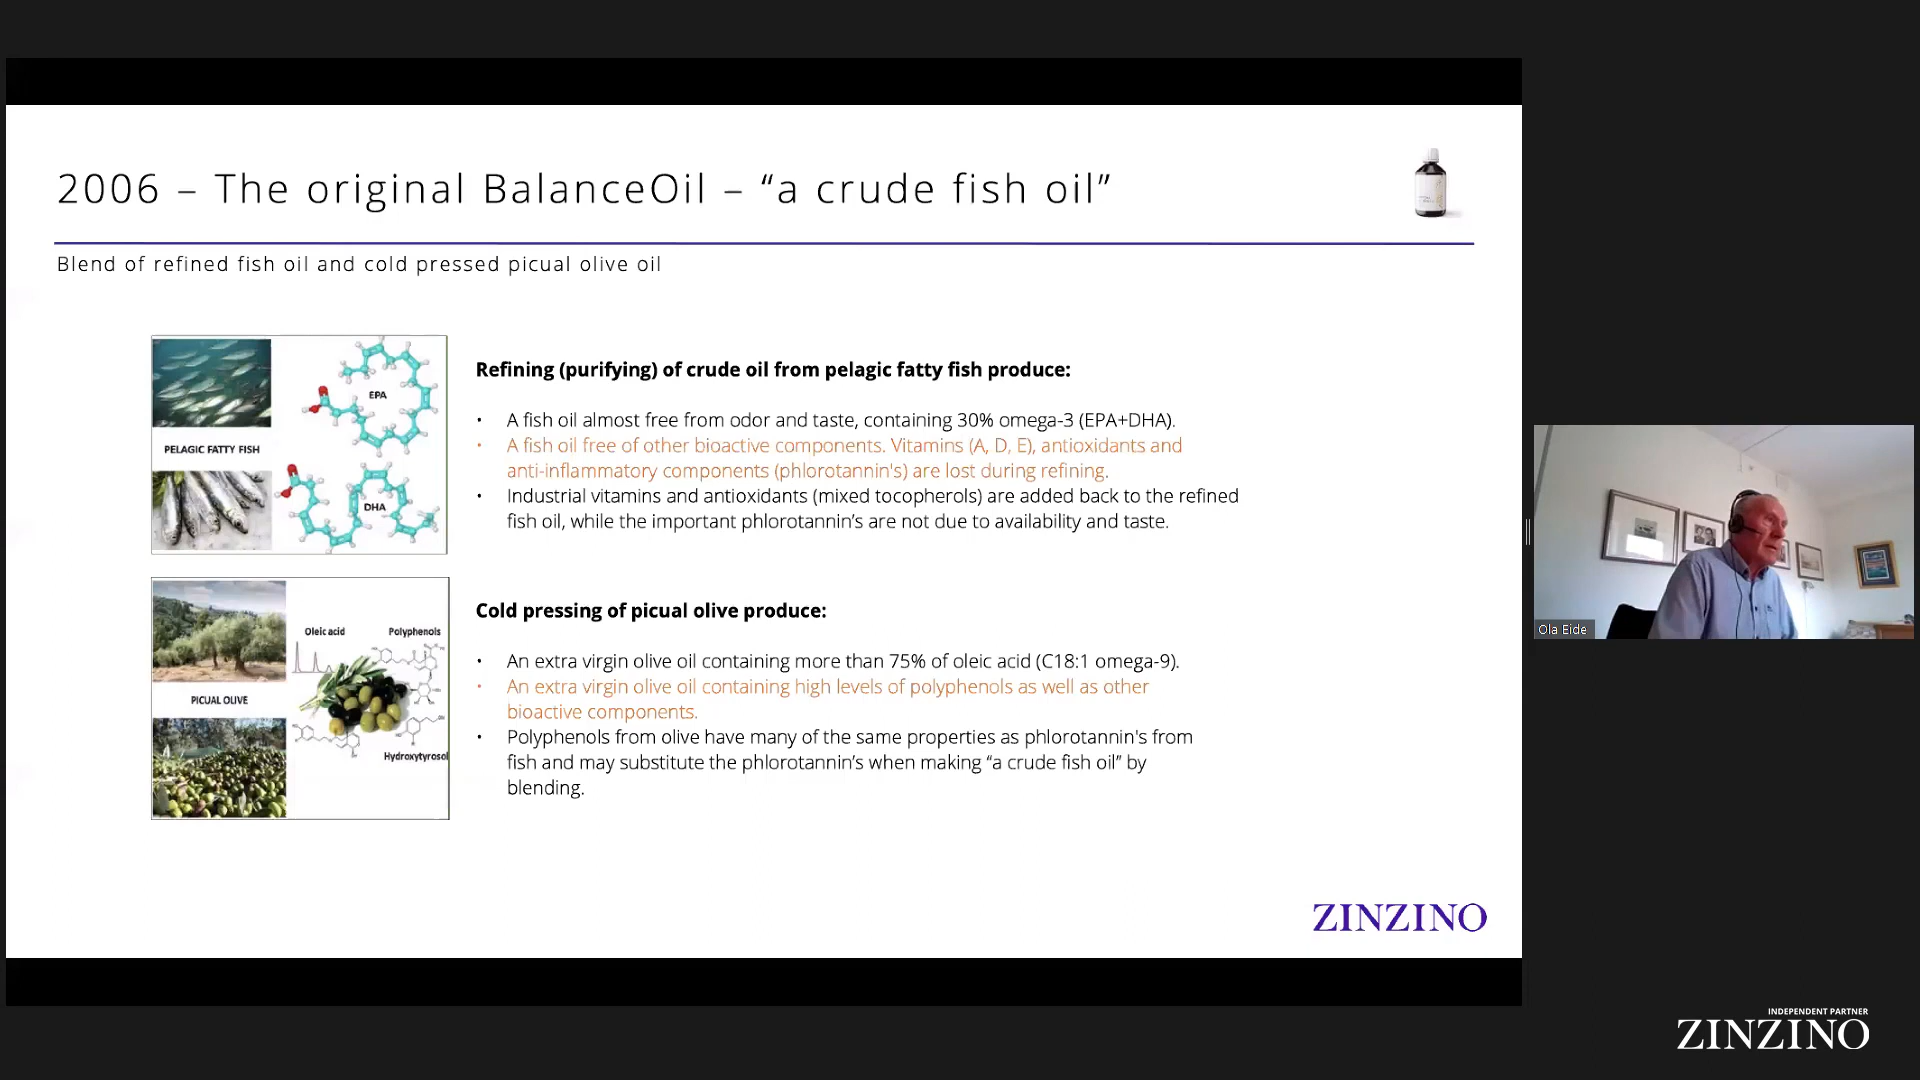 2006 – The original BalanceOil – “a crude fish oil”
Blend of refined fish oil and cold pressed picual olive oil
EPA
PELAGIC FATTY FISH
DHA
Refining (purifying) of crude oil from pelagic fatty fish produce:
• A fish oil almost free from odor and taste, containing 30% omega-3 (EPA+DHA).
• A fish oil free of other bioactive components. Vitamins (A, D, E), antioxidants and
anti-inflammatory components (phlorotannin's) are lost during refining.
• Industrial vitamins and antioxidants (mixed tocopherols) are added back to the refined
fish oil, while the important phlorotannin’s are not due to availability and taste.
Oleic acid
Polyphenols
PICUAL OLIVE
Hydroxytyrosol
Cold pressing of picual olive produce:
• An extra virgin olive oil containing more than 75% of oleic acid (C18:1 omega-9).
• An extra virgin olive oil containing high levels of polyphenols as well as other
bioactive components.
• Polyphenols from olive have many of the same properties as phlorotannin's from
fish and may substitute the phlorotannin’s when making “a crude fish oil” by
blending.
ZINZINO
Ola Eide
INDEPENDENT PARTNER
ZINZINO